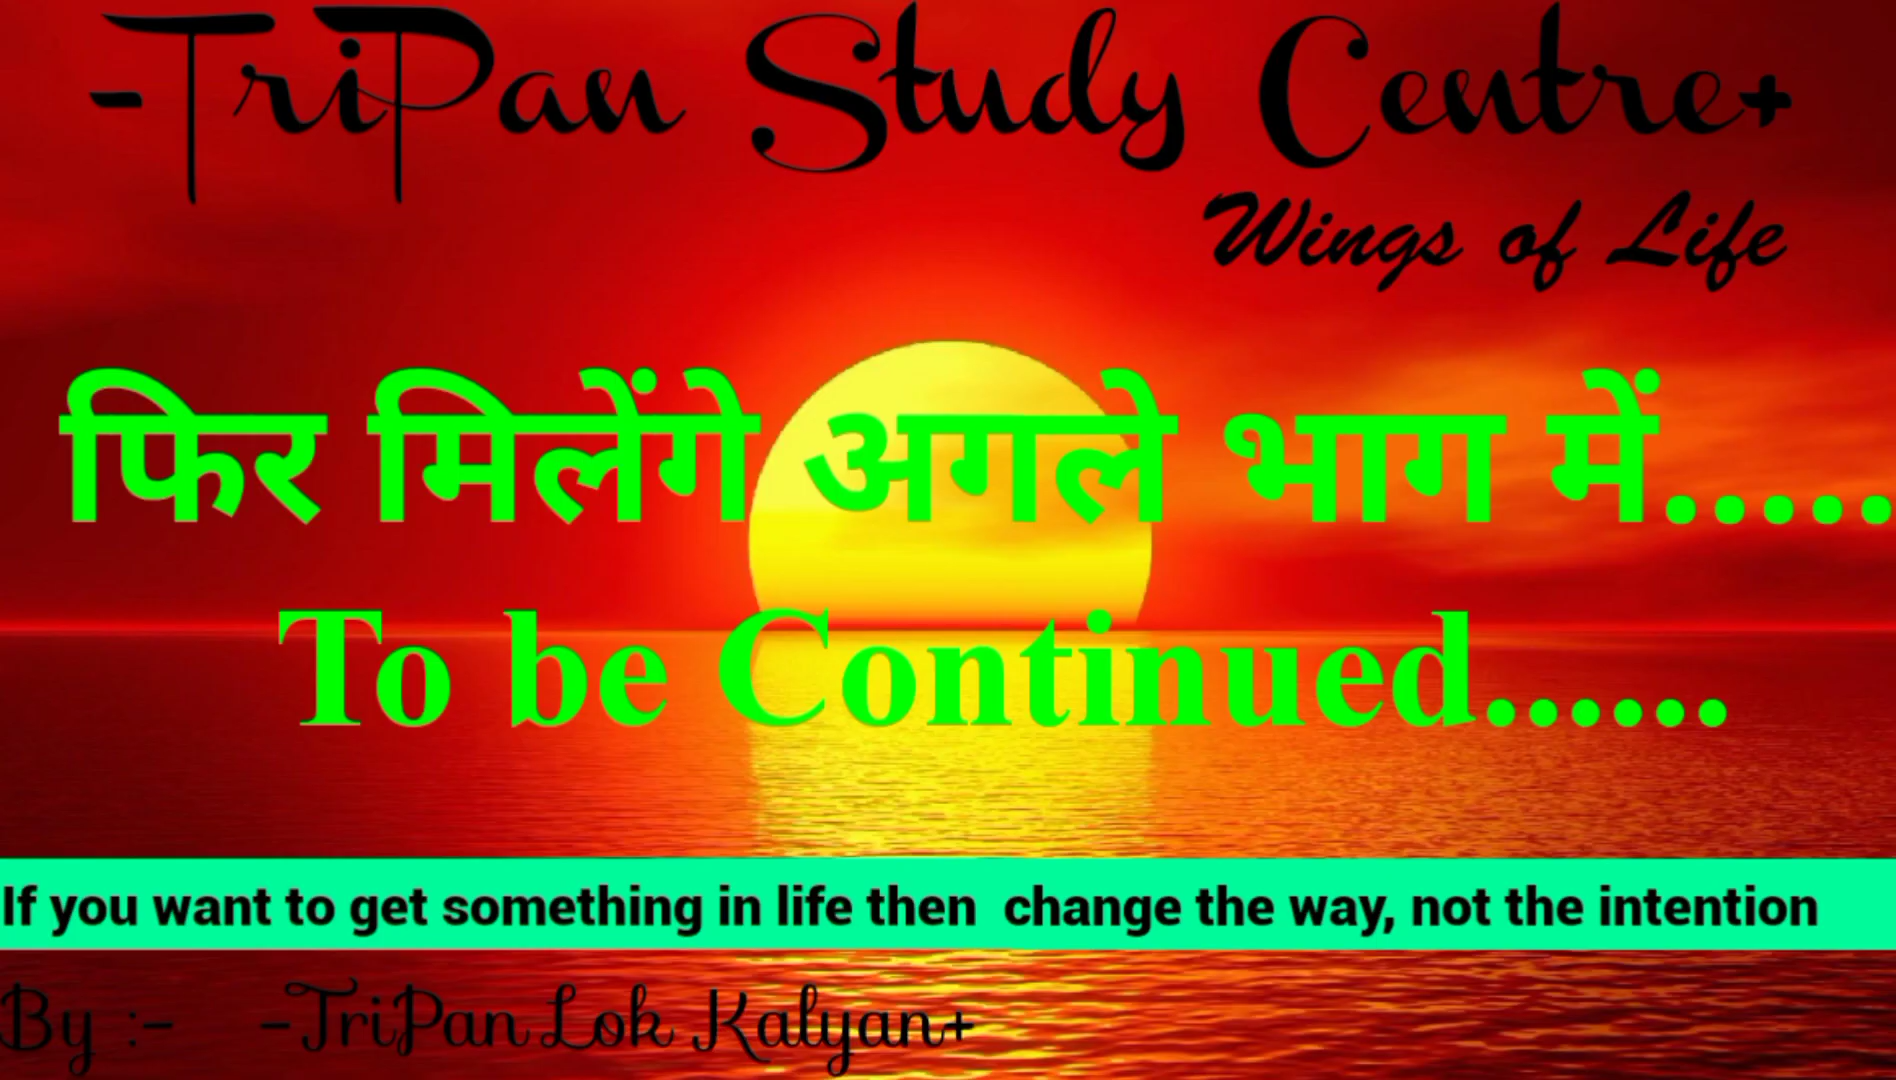 -TriPan Study Centre+
Wings of Life
फिर मिलेंगे अगले भाग में.....
To be Continued......
If you want to get something in life then  change the way, not the intention
By :-   -TriPan Lok Kalyan+